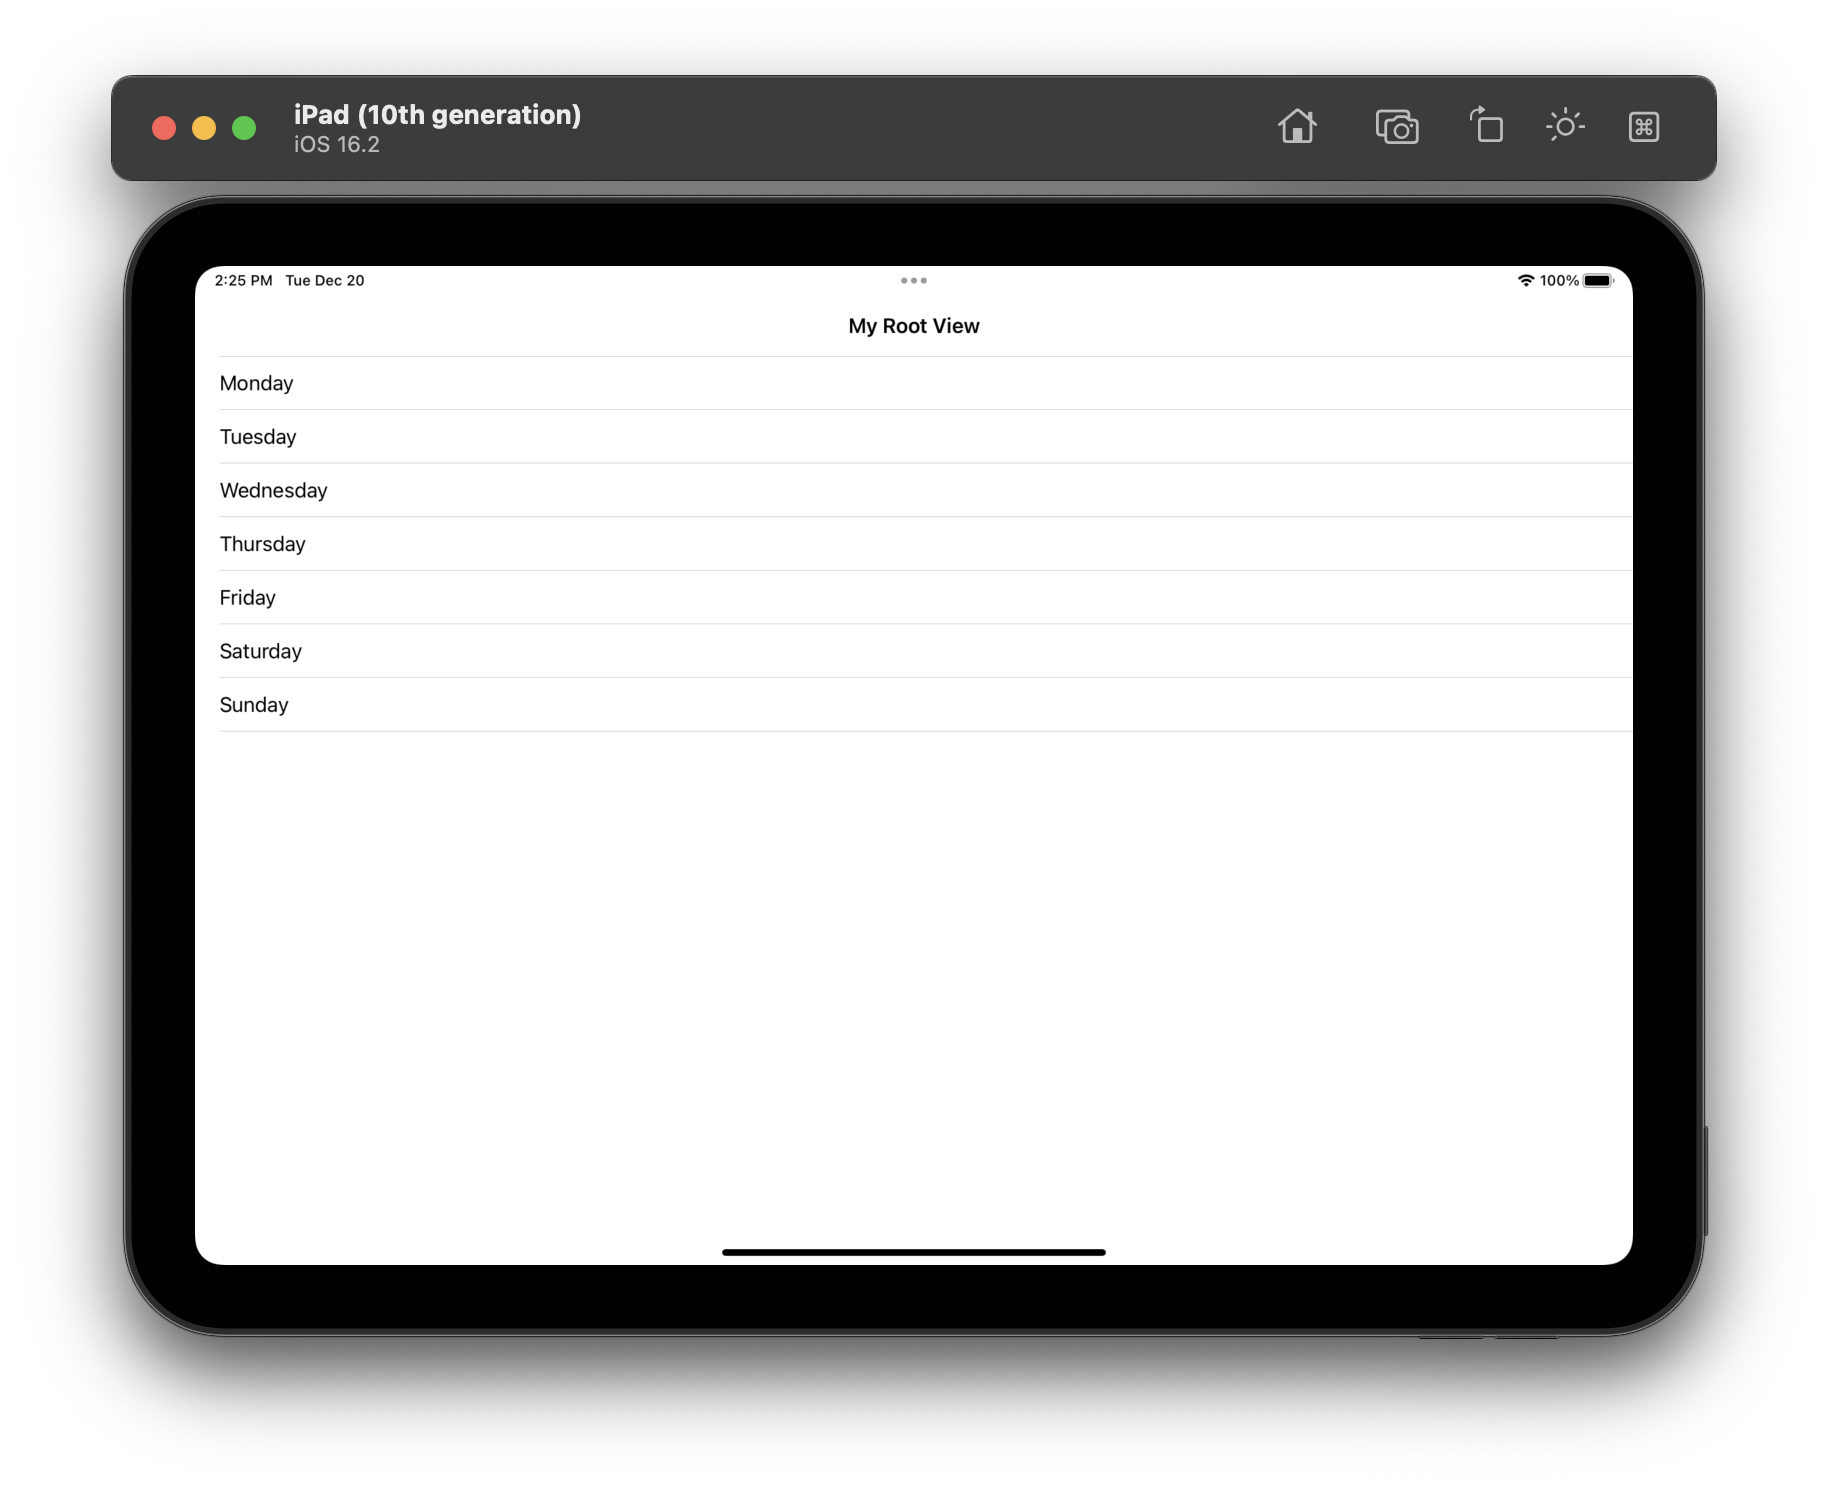 iPad (10th generation)
iOS 16.2
2:25 PM Tue Dec 20
100%
My Root View
Monday
Tuesday
Wednesday
Thursday
Friday
Saturday
Sunday